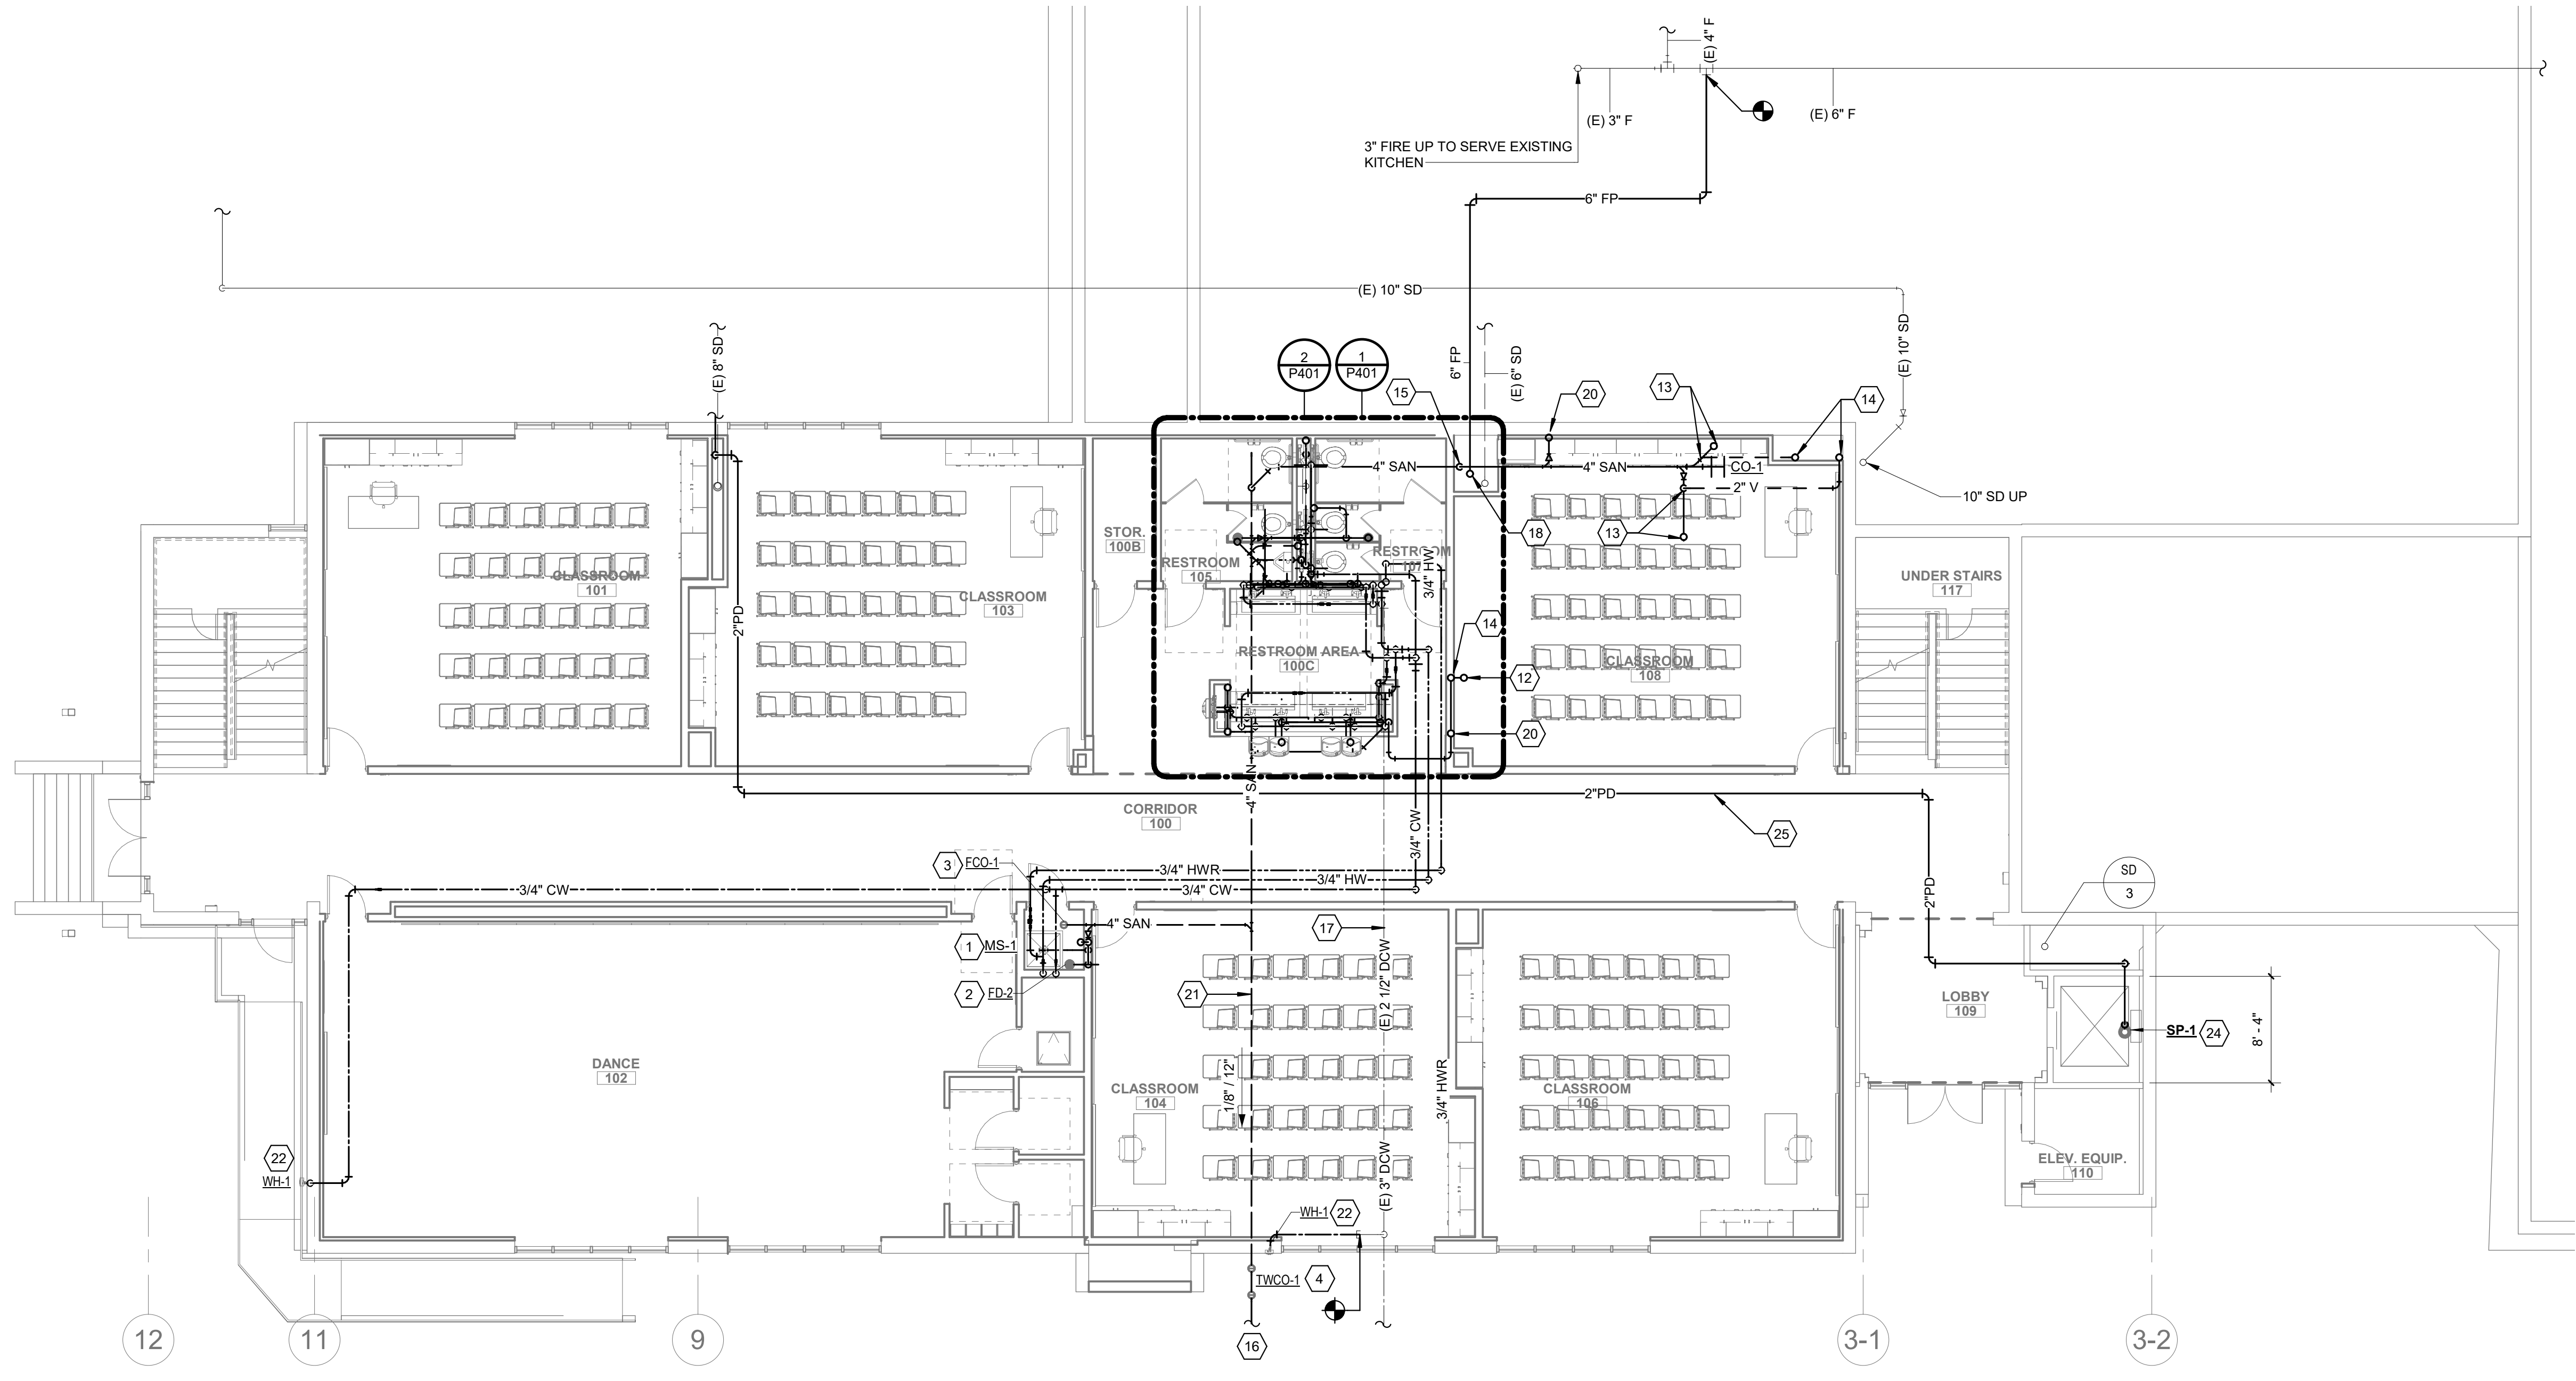 (E) 4" F
(E) 3" F
(E) 6" F
3" FIRE UP TO SERVE EXISTING
KITCHEN
6" FP
(E) 10" SD
(E) 8" SD
2
P401
1
P401
6" FP
(E) 6" SD
(E) 10" SD
15
20
13
14
4" SAN
4" SAN
CO-1
2" V
10" SD UP
18
13
STOR.
100B
RESTROOM
105
RESTROOM
107
3/4" HW
CLASSROOM
101
CLASSROOM
103
2"PD
UNDER STAIRS
117
14
RESTROOM AREA
100C
CLASSROOM
108
12
20
4" SAN
2"PD
CORRIDOR
100
25
3/4" CW
3
FCO-1
3/4" HWR
3/4" HW
3/4" CW
3/4" CW
SD
3
2"PD
4" SAN
17
1
MS-1
2
FD-2
21
(E) 2 1/2" DCW
LOBBY
109
SP-1
24
8' - 4"
DANCE
102
CLASSROOM
104
1/8" / 12"
3/4" HWR
CLASSROOM
106
22
WH-1
(E) 3" DCW
ELEV. EQUIP.
110
WH-1
22
TWCO-1
4
16
12
11
9
3-1
3-2